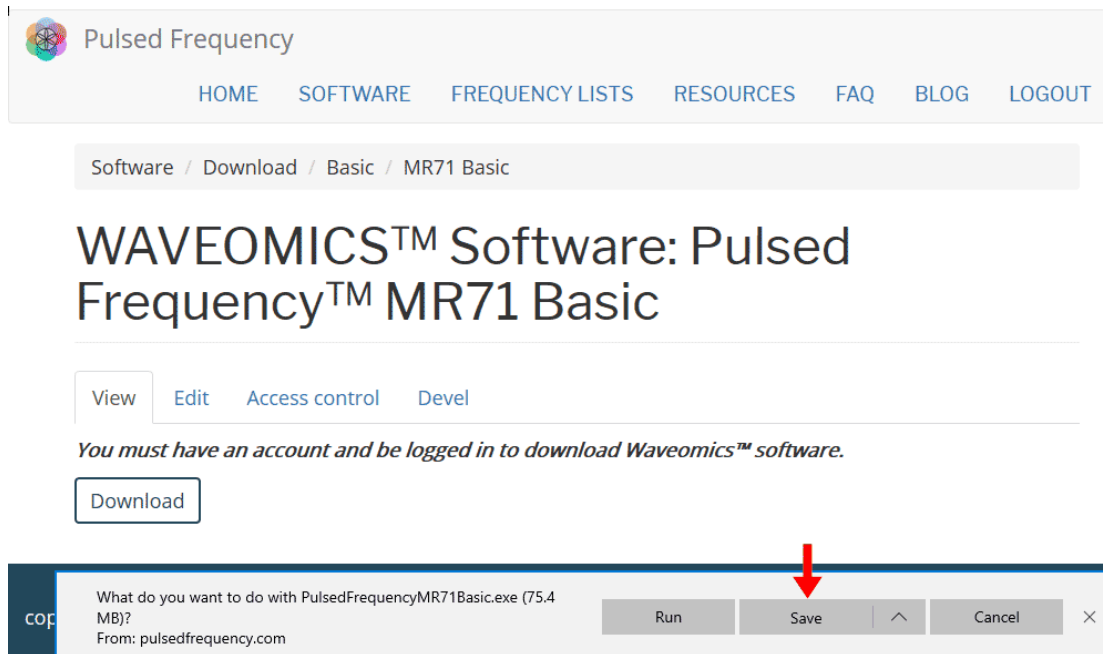 Pulsed Frequency
HOME SOFTWARE FREQUENCY LISTS RESOURCES FAQ BLOG LOGOUT
Software / Download / Basic / MR71 Basic
WAVEOMICS™ Software: Pulsed
Frequency™ MR71 Basic
View Edit Access control Devel
You must have an account and be logged in to download Waveomics™ software.
Download
cop
What do you want to do with PulsedFrequencyMR71Basic.exe (75.4
MB)?
From: pulsedfrequency.com
Run Save Cancel